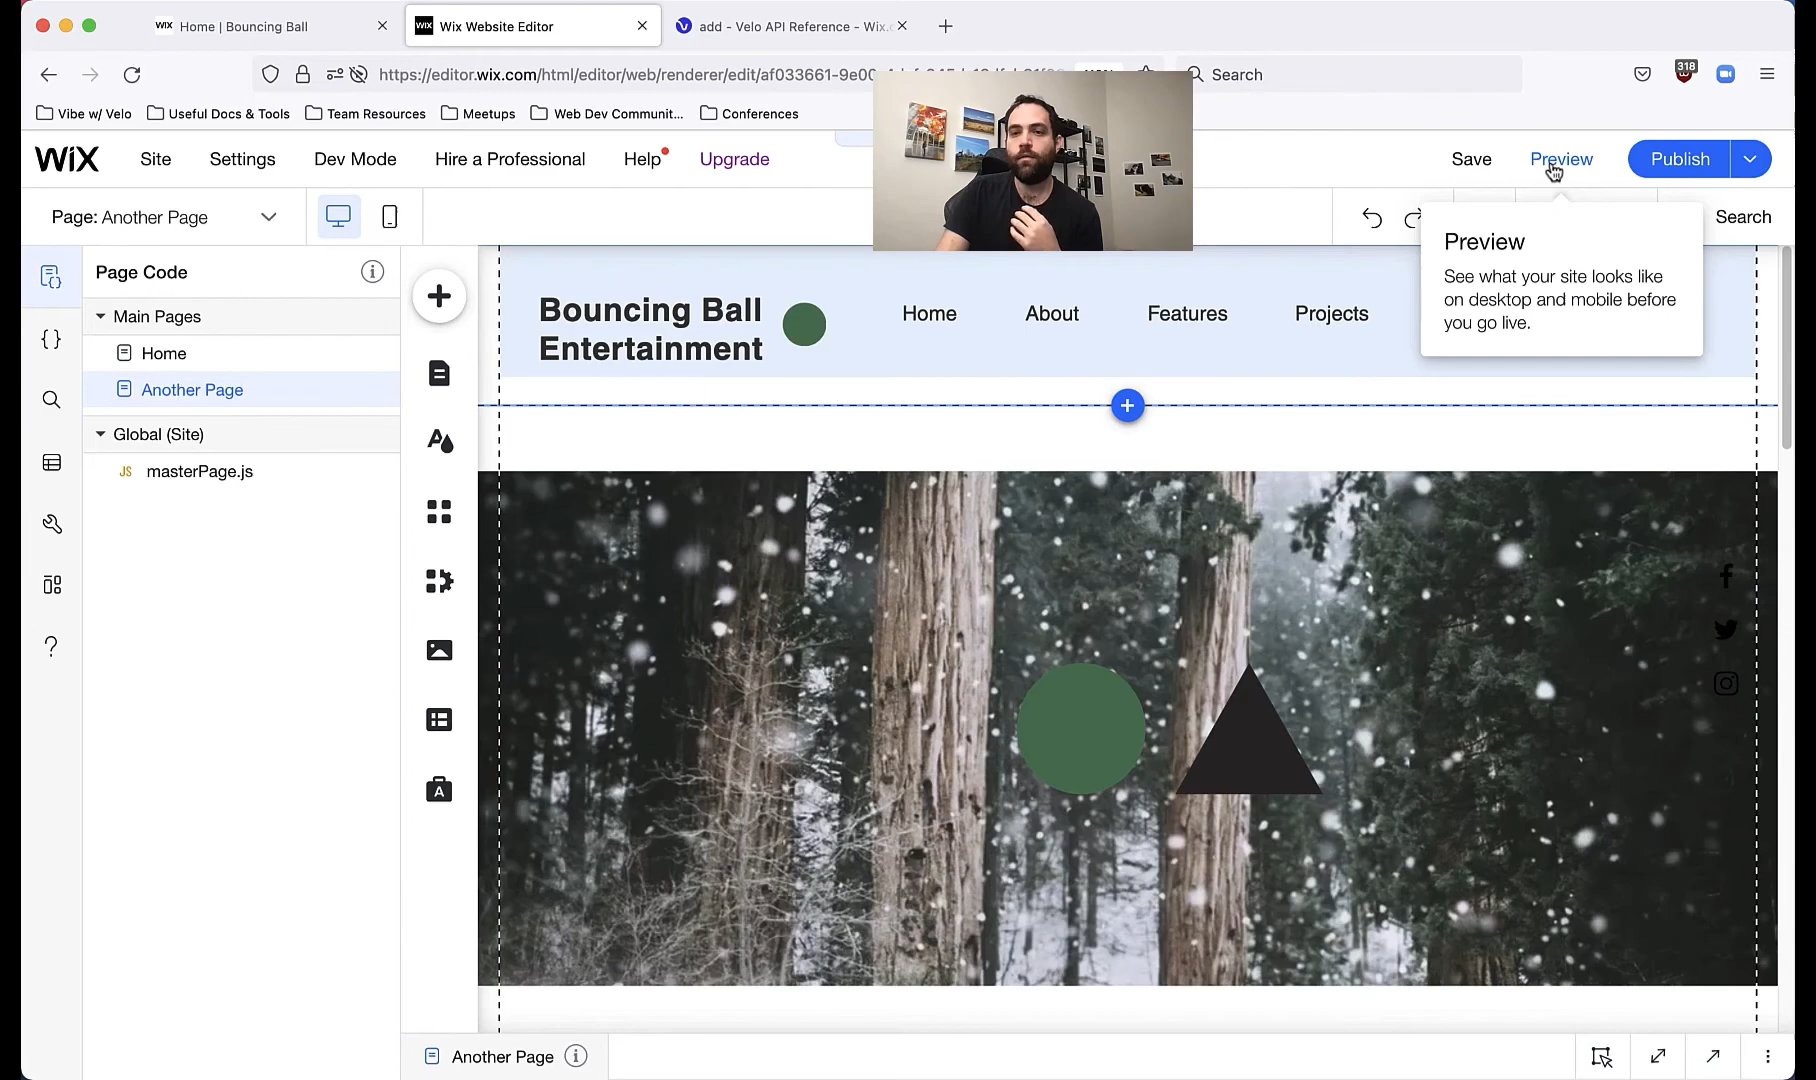 WiX Home | Bouncing Ball
WiX Wix Website Editor
add - Velo API Reference - Wix.
https://editor.wix.com/html/editor/web/renderer/edit/af033661-9e00-
Search
318
Vibe w/ Velo
Useful Docs & Tools
Team Resources
Meetups
Web Dev Communit...
Conferences
WiX
Site
Settings
Dev Mode
Hire a Professional
Help
Upgrade
Save
Preview
Publish
Page: Another Page
Search
Preview
See what your site looks like
on desktop and mobile before
you go live.
Page Code
Main Pages
Home
Another Page
Global (Site)
JS masterPage.js
Bouncing Ball
Entertainment
Home
About
Features
Projects
Another Page